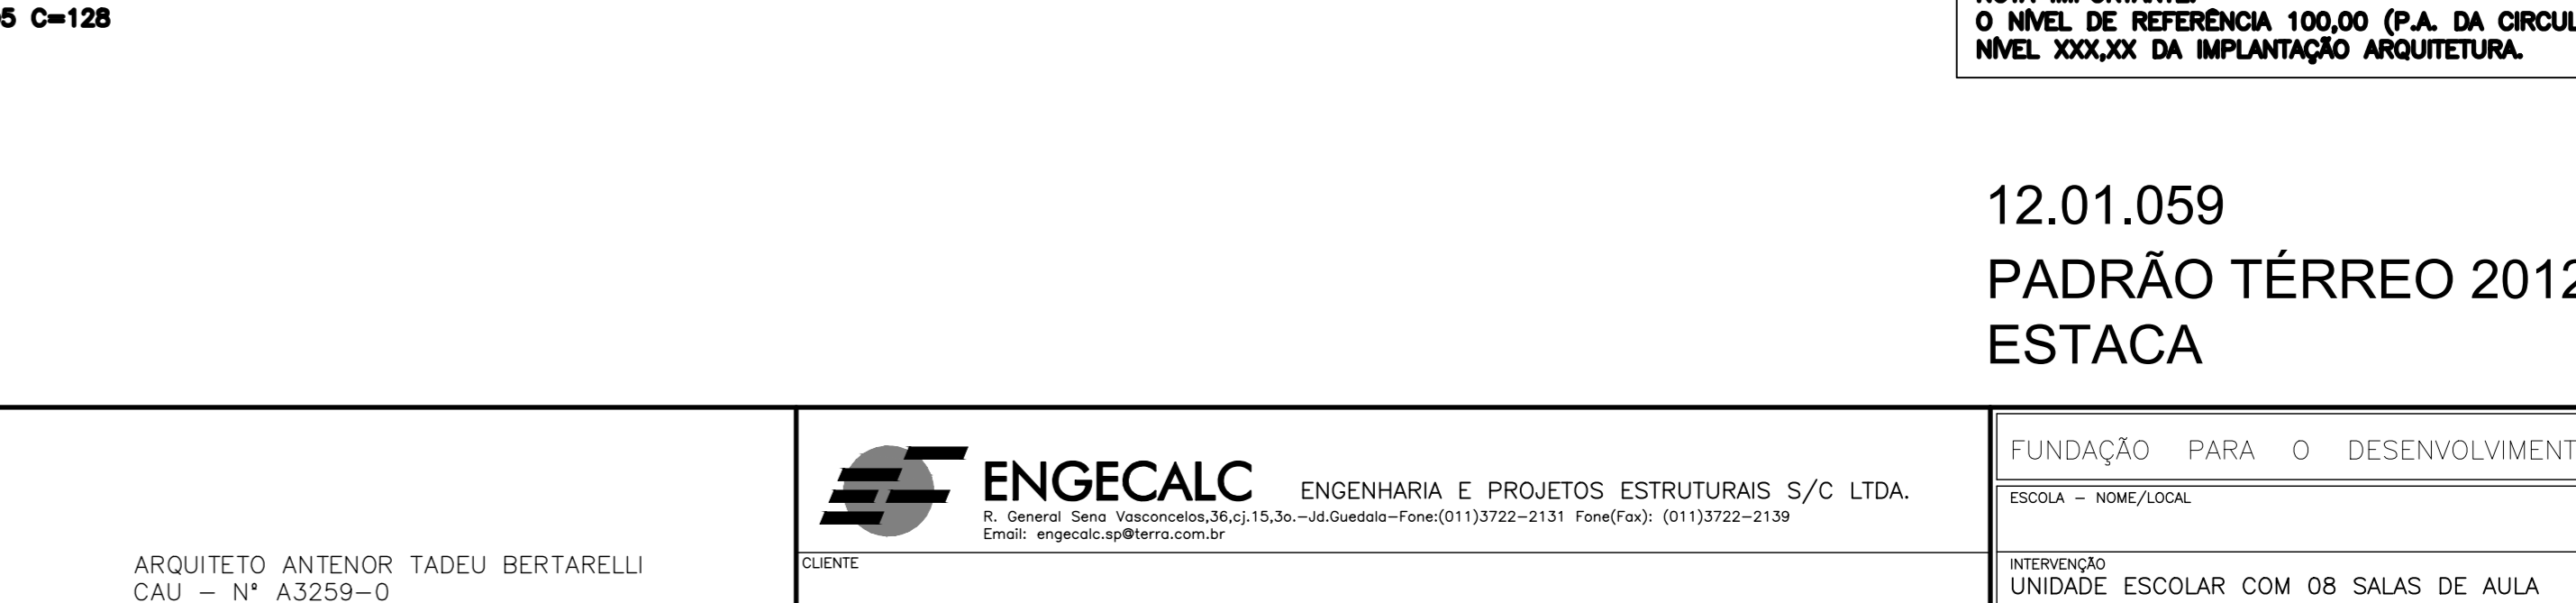 5 C=128
NOTA IMPORTANTE:
O NÍVEL DE REFERÊNCIA 100,00 (P.A. DA
NÍVEL XXX,XX DA IMPLANTAÇÃO ARQUITETURA.
12.01.059
PADRÃO TÉRREO 2012
ESTACA
ARQUITETO ANTENOR TADEU BERTARELLI
CAU – Nº A3259–0
ENGECALC ENGENHARIA E PROJETOS ESTRUTURAIS S/C LTDA.
R. General Sena Vasconcelos,36,cj.15,3o.–Jd.Guedala–Fone:(011)3722–2131 Fone(Fax): (011)3722–2139
Email: engecalc.sp@terra.com.br
CLIENTE
FUNDAÇÃO PARA O
ESCOLA – NOME/LOCAL
INTERVENÇÃO
UNIDADE ESCOLAR COM 08 SALAS DE AULA